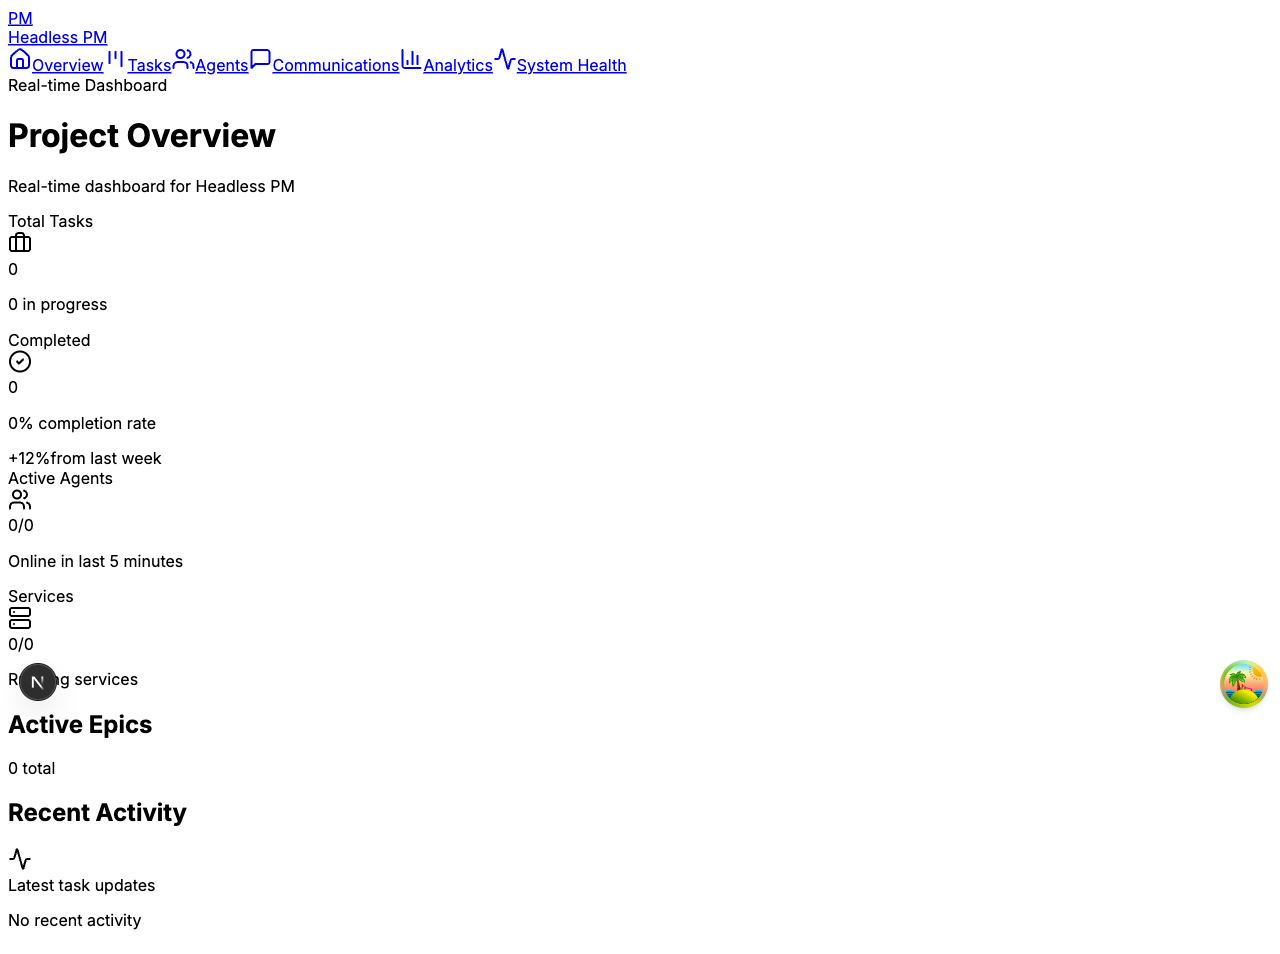 PM
Headless PM
Overview Tasks Agents Communications Analytics System Health
Real-time Dashboard
Project Overview
Real-time dashboard for Headless PM
Total Tasks
0
0 in progress
Completed
0
0% completion rate
+12%from last week
Active Agents
0/0
Online in last 5 minutes
Services
0/0
services
N
Active Epics
0 total
Recent Activity
Latest task updates
No recent activity